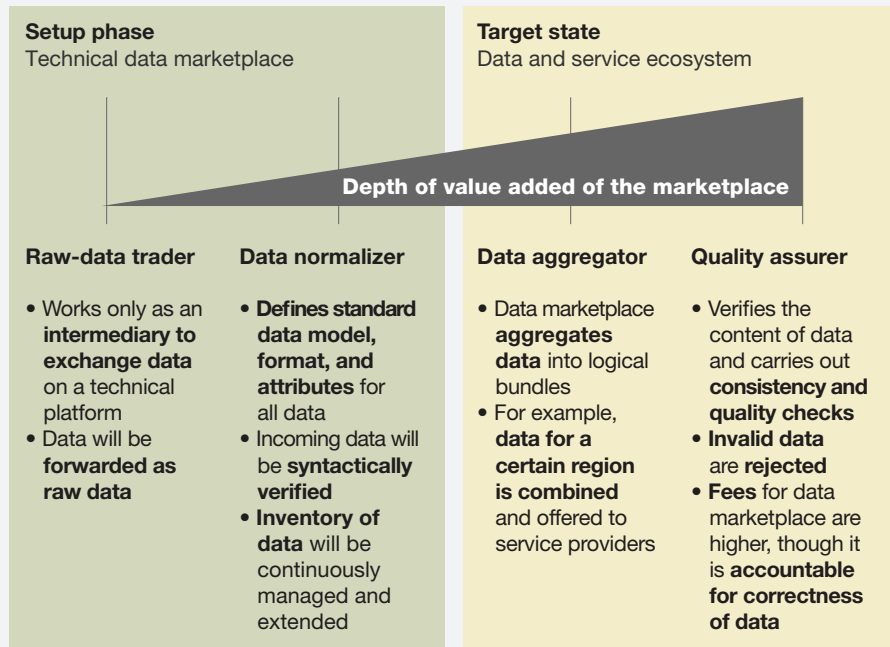 Setup phase
Technical data marketplace
Target state
Data and service ecosystem
Depth of value added of the marketplace
Raw-data trader
• Works only as an
intermediary to
exchange data
on a technical
platform
• Data will be
forwarded as
raw data
Data normalizer
• Defines standard
data model,
format, and
attributes for
all data
• Incoming data will
be syntactically
verified
• Inventory of
data will be
continuously
managed and
extended
Data aggregator
• Data marketplace
aggregates
data into logical
bundles
• For example,
data for a
certain region
is combined
and offered to
service providers
Quality assurer
• Verifies the
content of data
and carries out
consistency and
quality checks
• Invalid data
are rejected
• Fees for data
marketplace are
higher, though it
is accountable
for correctness
of data